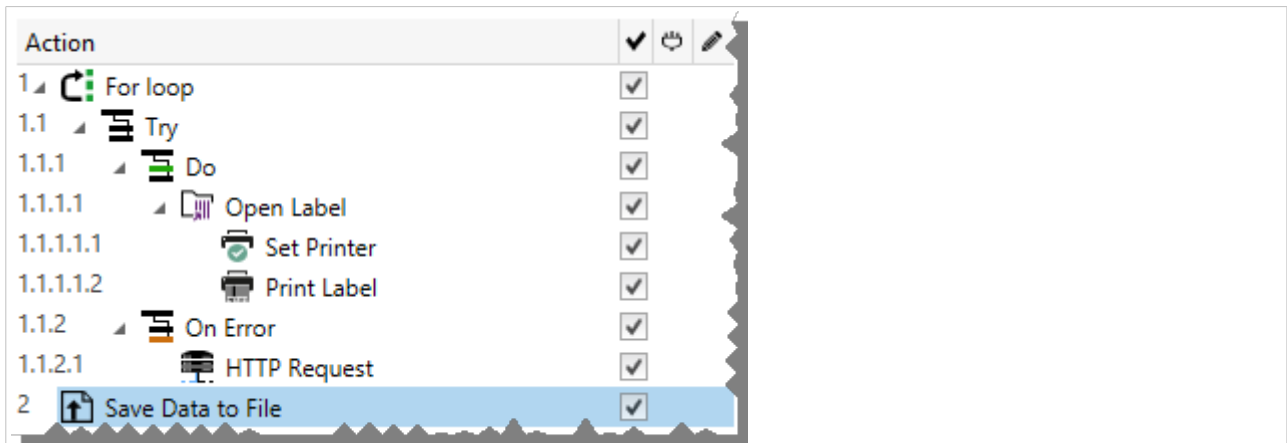 Action
1 For loop
1.1 Try
1.1.1 Do
1.1.1.1 Open Label
1.1.1.1.1 Set Printer
1.1.1.1.2 Print Label
1.1.2 On Error
1.1.2.1 HTTP Request
2 Save Data to File